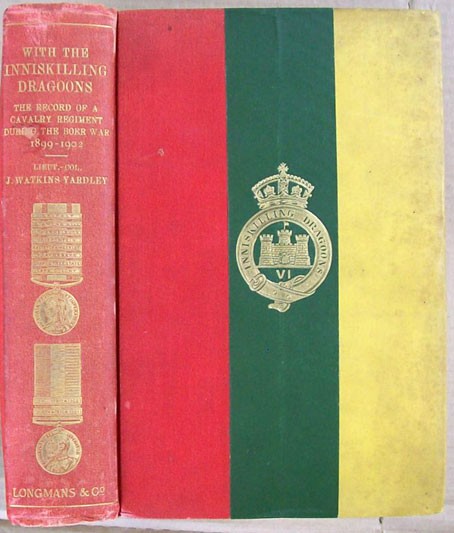 WITH THE
INNISKILLING
DRAGOONS
THE RECORD OF A
CAVALRY REGIMENT
DURING THE BOER WAR
1899-1902
LIEUT.-COL.
J. WATKINS YARDLEY
LONGMANS & Co
INNISKILLING DRAGOONS
VI